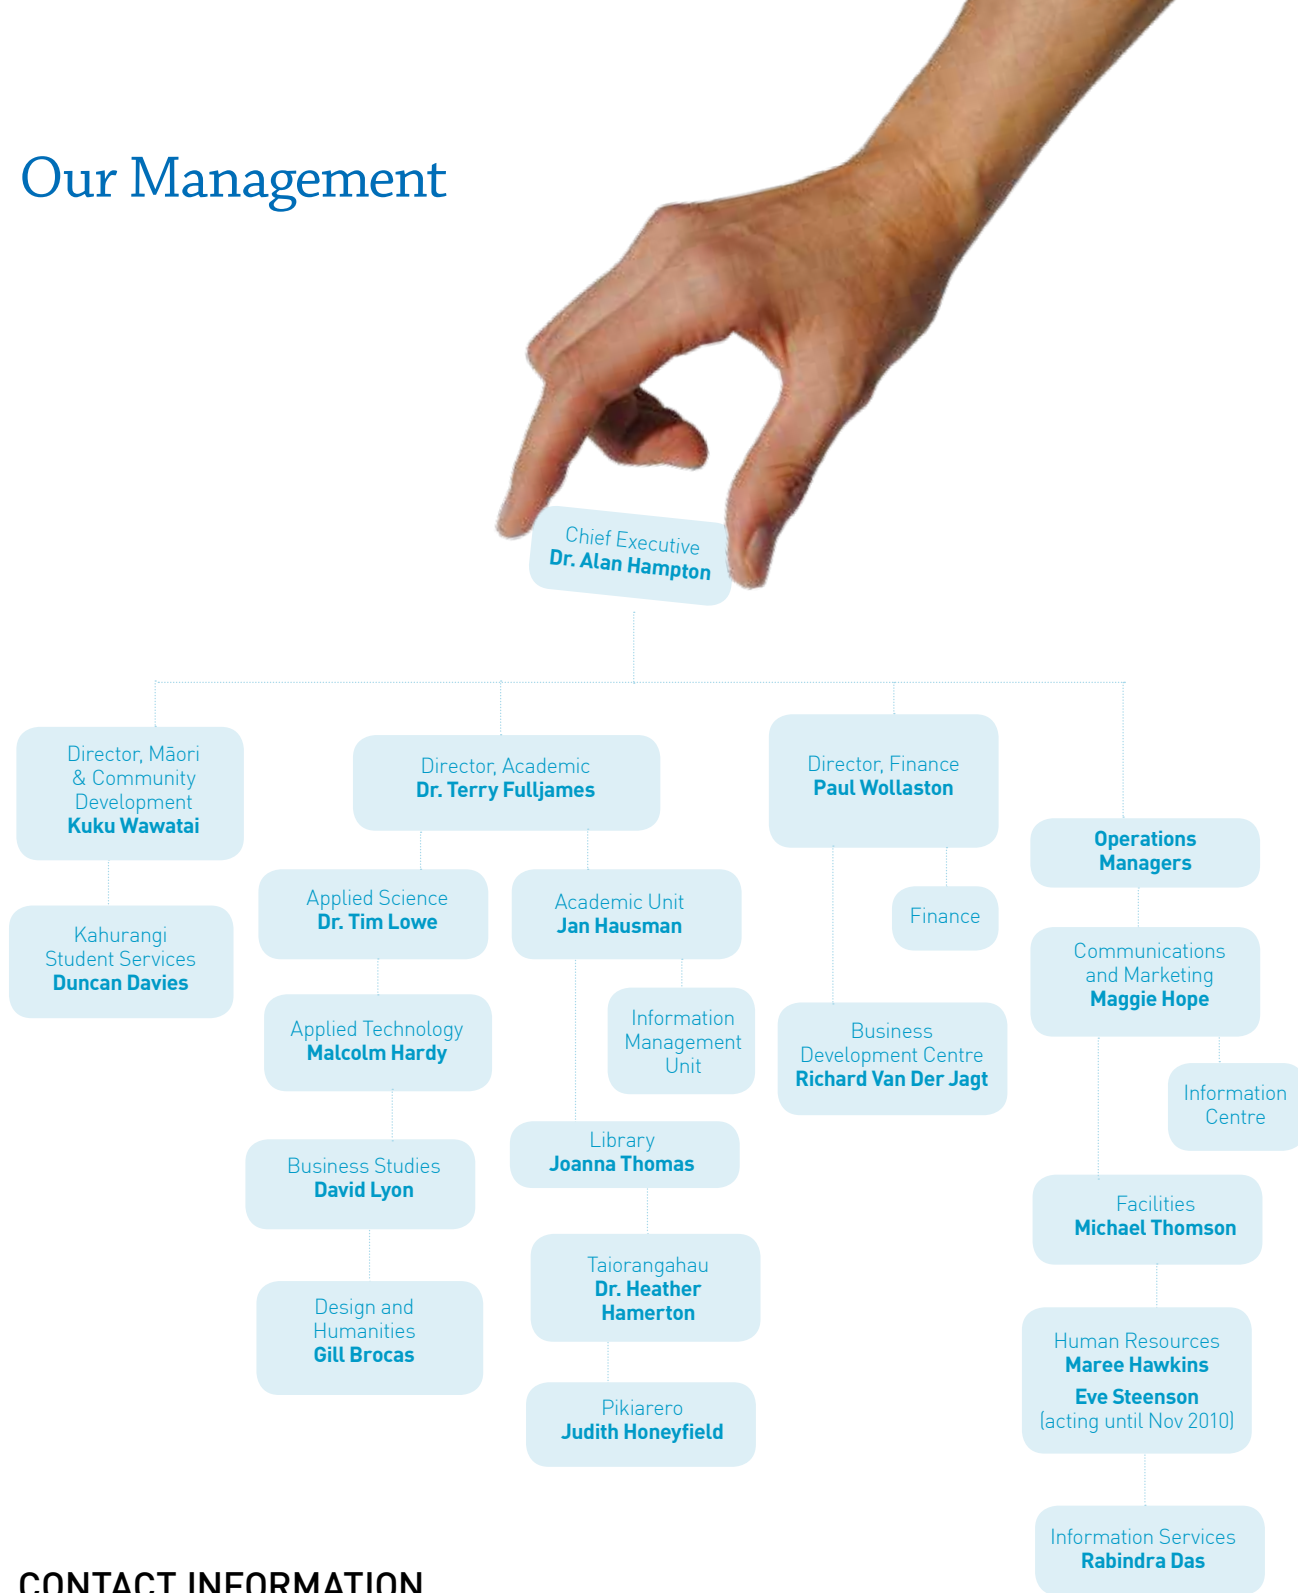 Our Management
Chief Executive
Dr. Alan Hampton
Director, Māori
& Community
Development
Kuku Wawatai
Kahurangi
Student Services
Duncan Davies
Director, Academic
Dr. Terry Fulljames
Applied Science
Dr. Tim Lowe
Applied Technology
Malcolm Hardy
Business Studies
David Lyon
Design and
Humanities
Gill Brocas
Academic Unit
Jan Hausman
Information
Management
Unit
Library
Joanna Thomas
Taiorangahau
Dr. Heather
Hamerton
Pikiarero
Judith Honeyfield
Director, Finance
Paul Wollaston
Finance
Business
Development Centre
Richard Van Der Jagt
Operations
Managers
Communications
and Marketing
Maggie Hope
Information
Centre
Facilities
Michael Thomson
Human Resources
Maree Hawkins
Eve Steenson
(acting until Nov 2010)
Information Services
Rabindra Das
CONTACT INFORMATION